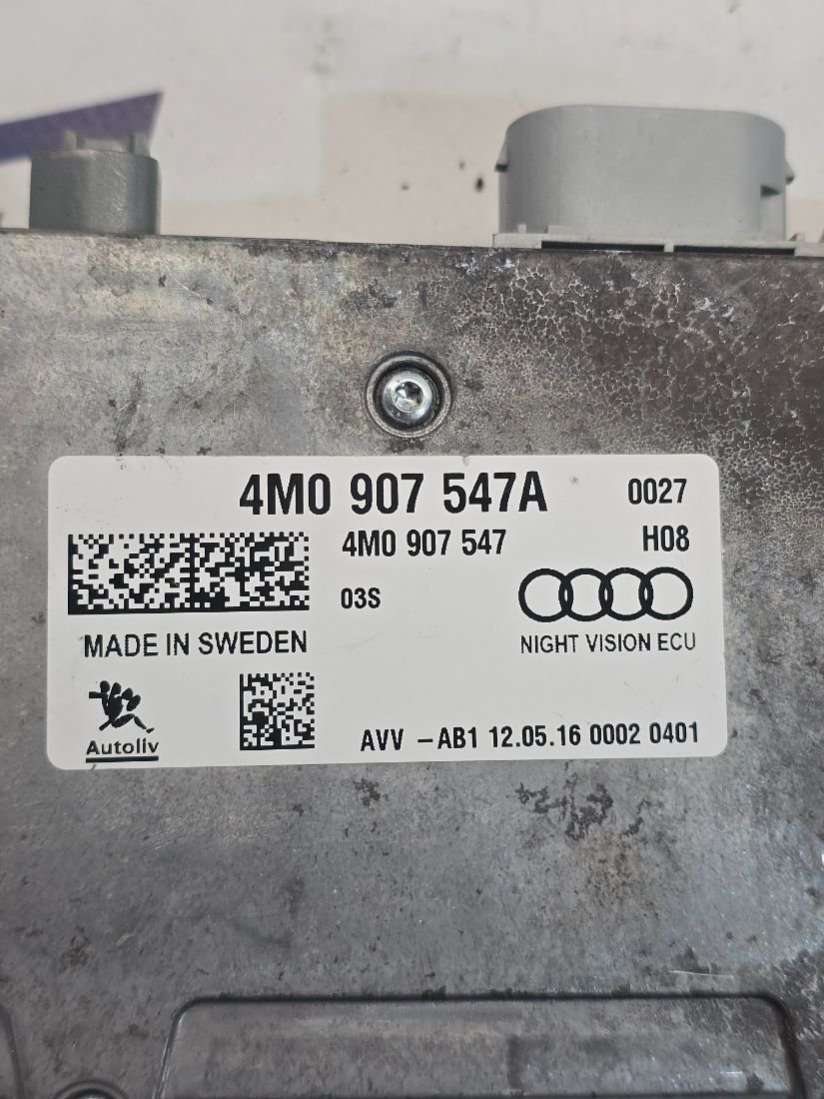 4M0 907 547A 0027
4M0 907 547 H08
03S
MADE IN SWEDEN NIGHT VISION ECU
Autoliv AVV -AB1 12.05.16 0002 0401